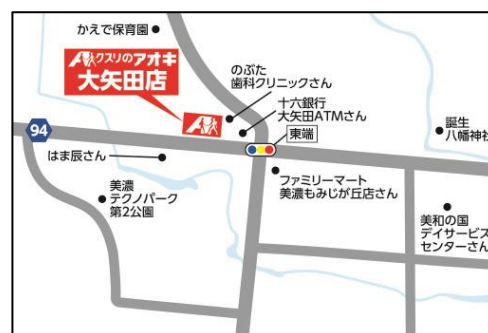 かえで保育園
クスリのアオキ
大矢田店
のぶた
歯科クリニックさん
十六銀行
大矢田ATMさん
東端
誕生
八幡神社
94
はま辰さん
ファミリーマート
美濃もみじが丘店さん
美濃
テクノパーク
第2公園
美和の国
デイサービス
センターさん